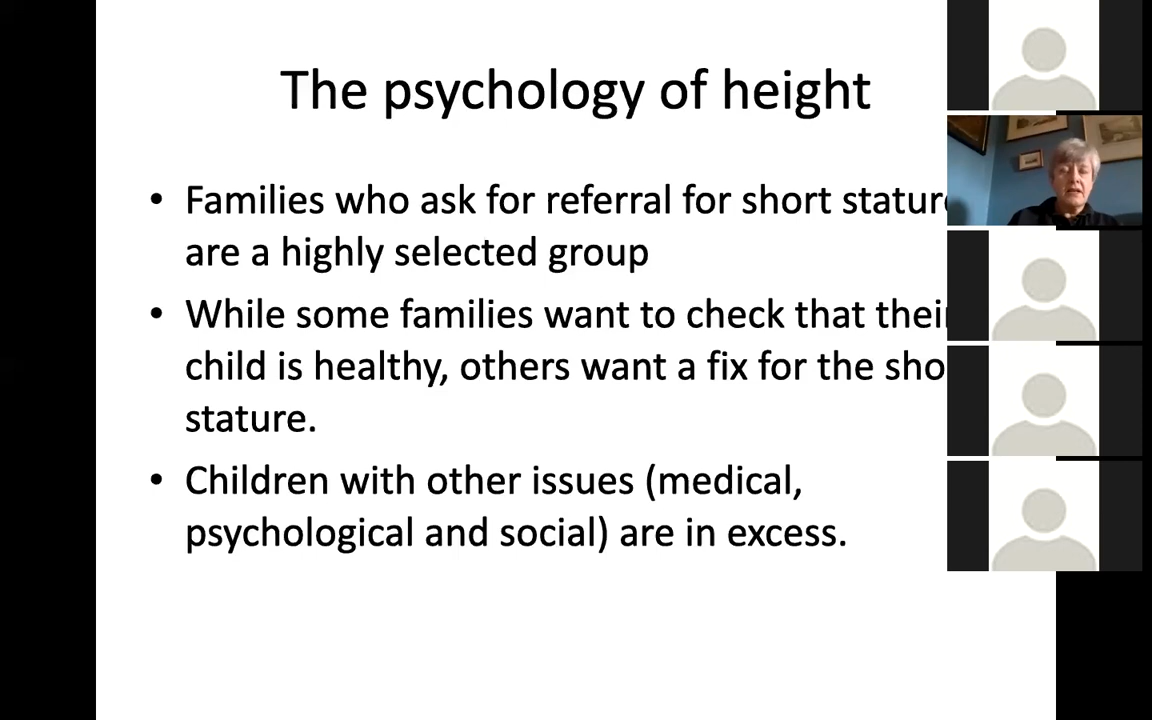 The psychology of height
• Families who ask for referral for short stature
are a highly selected group
• While some families want to check that their
child is healthy, others want a fix for the sho
stature.
• Children with other issues (medical,
psychological and social) are in excess.